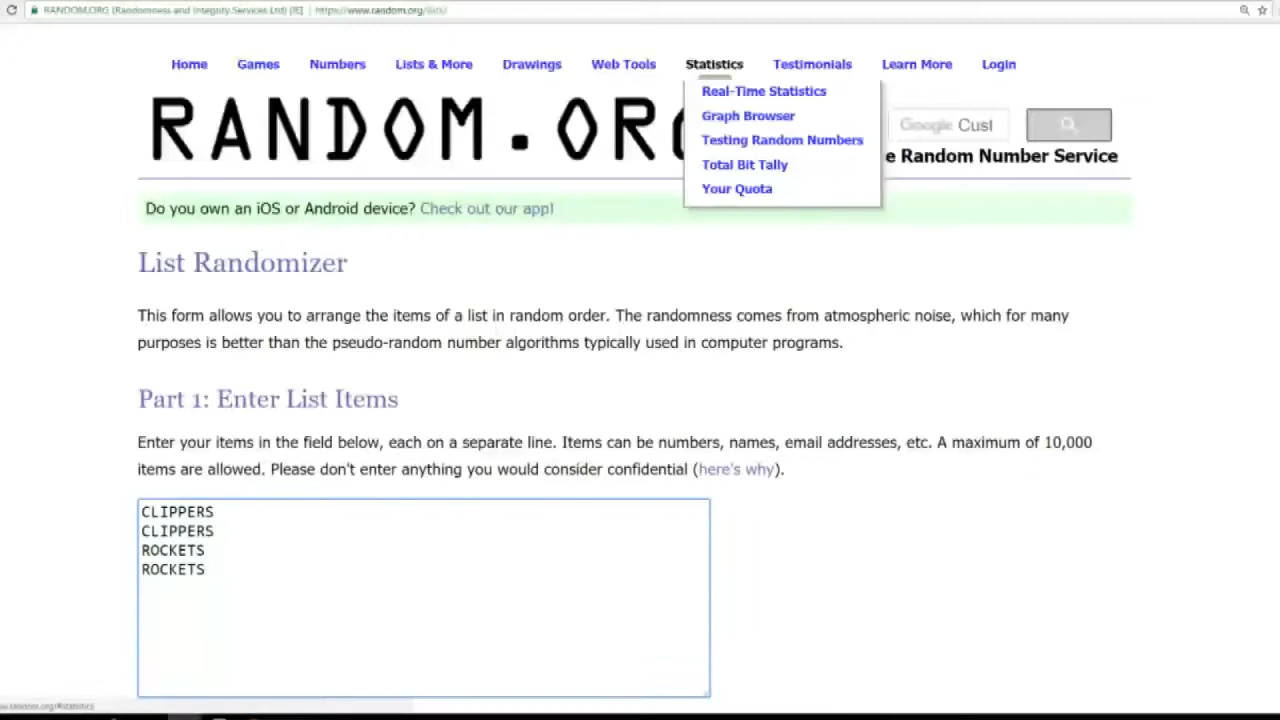 RANDOM.ORG (Randomness and Integrity Services Ltd) [IE] https://www.random.org/lists/
Home Games Numbers Lists & More Drawings Web Tools Statistics Testimonials Learn More Login
Real-Time Statistics
Graph Browser
Testing Random Numbers
Total Bit Tally
Your Quota
RANDOM.ORG
Google Cust
e Random Number Service
Do you own an iOS or Android device? Check out our app!
List Randomizer
This form allows you to arrange the items of a list in random order. The randomness comes from atmospheric noise, which for many
purposes is better than the pseudo-random number algorithms typically used in computer programs.
Part 1: Enter List Items
Enter your items in the field below, each on a separate line. Items can be numbers, names, email addresses, etc. A maximum of 10,000
items are allowed. Please don't enter anything you would consider confidential (here's why).
CLIPPERS
CLIPPERS
ROCKETS
ROCKETS
w.random.org/#statistics